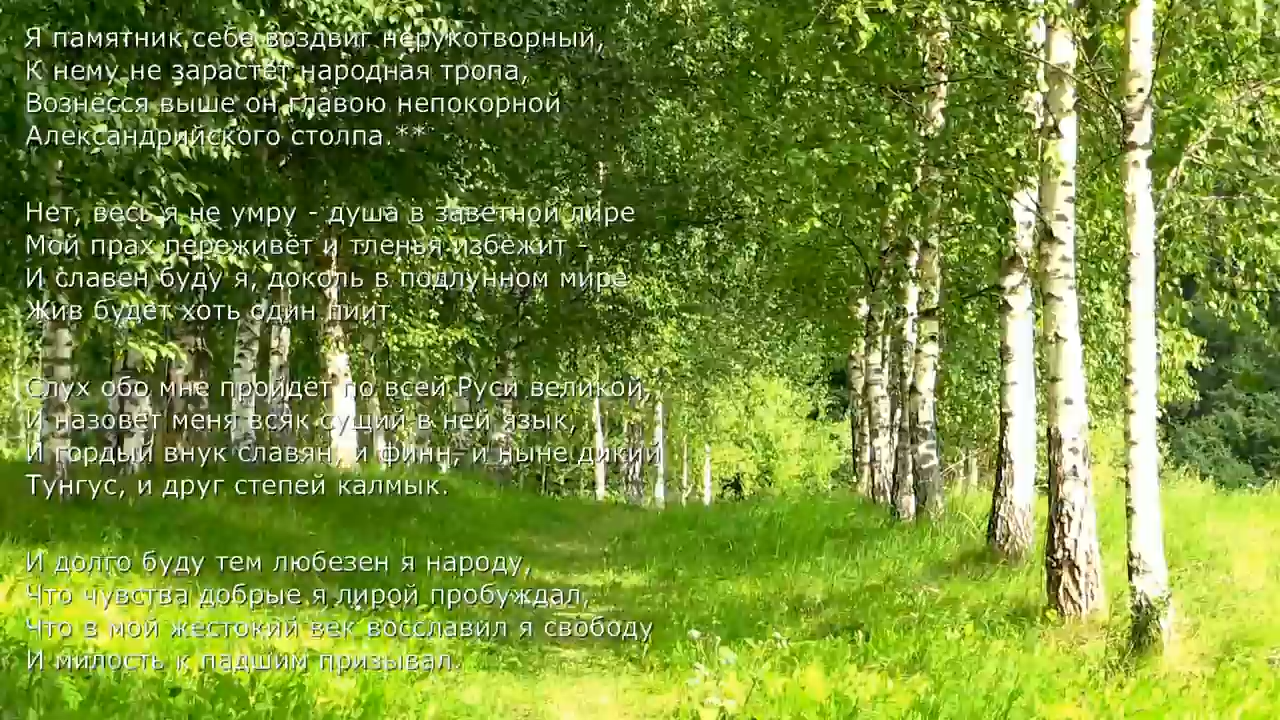 Я памятник себе воздвиг нерукотворный,
К нему не зарастёт народная тропа,
Вознёсся выше он главою непокорной
Александрийского столпа.**
Нет, весь я не умру - душа в заветной лире
Мой прах переживёт и тленья избежит -
И славен буду я, доколь в подлунном мире
Жив будет хоть один пиит.
Слух обо мне пройдёт по всей Руси великой,
И назовёт меня всяк сущий в ней язык,
И гордый внук славян, и финн, и ныне дикий
Тунгус, и друг степей калмык.
И долго буду тем любезен я народу,
Что чувства добрые я лирой пробуждал,
Что в мой жестокий век восславил я свободу
И милость к падшим призывал.